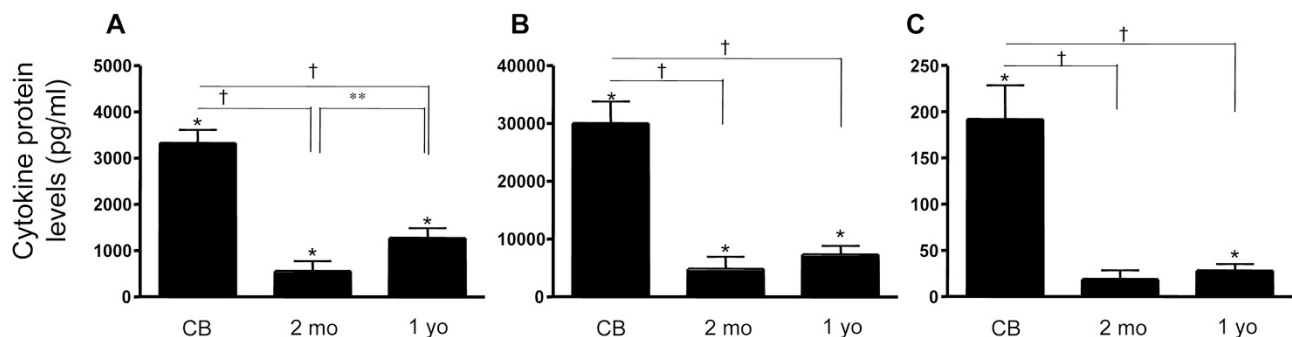 A
B
C
Cytokine protein
levels (pg/ml)
5000
4000
3000
2000
1000
0
†
†
**
*
*
*
CB
2 mo
1 yo
40000
30000
20000
10000
0
†
†
*
*
*
CB
2 mo
1 yo
250
200
150
100
50
0
†
†
*
*
CB
2 mo
1 yo